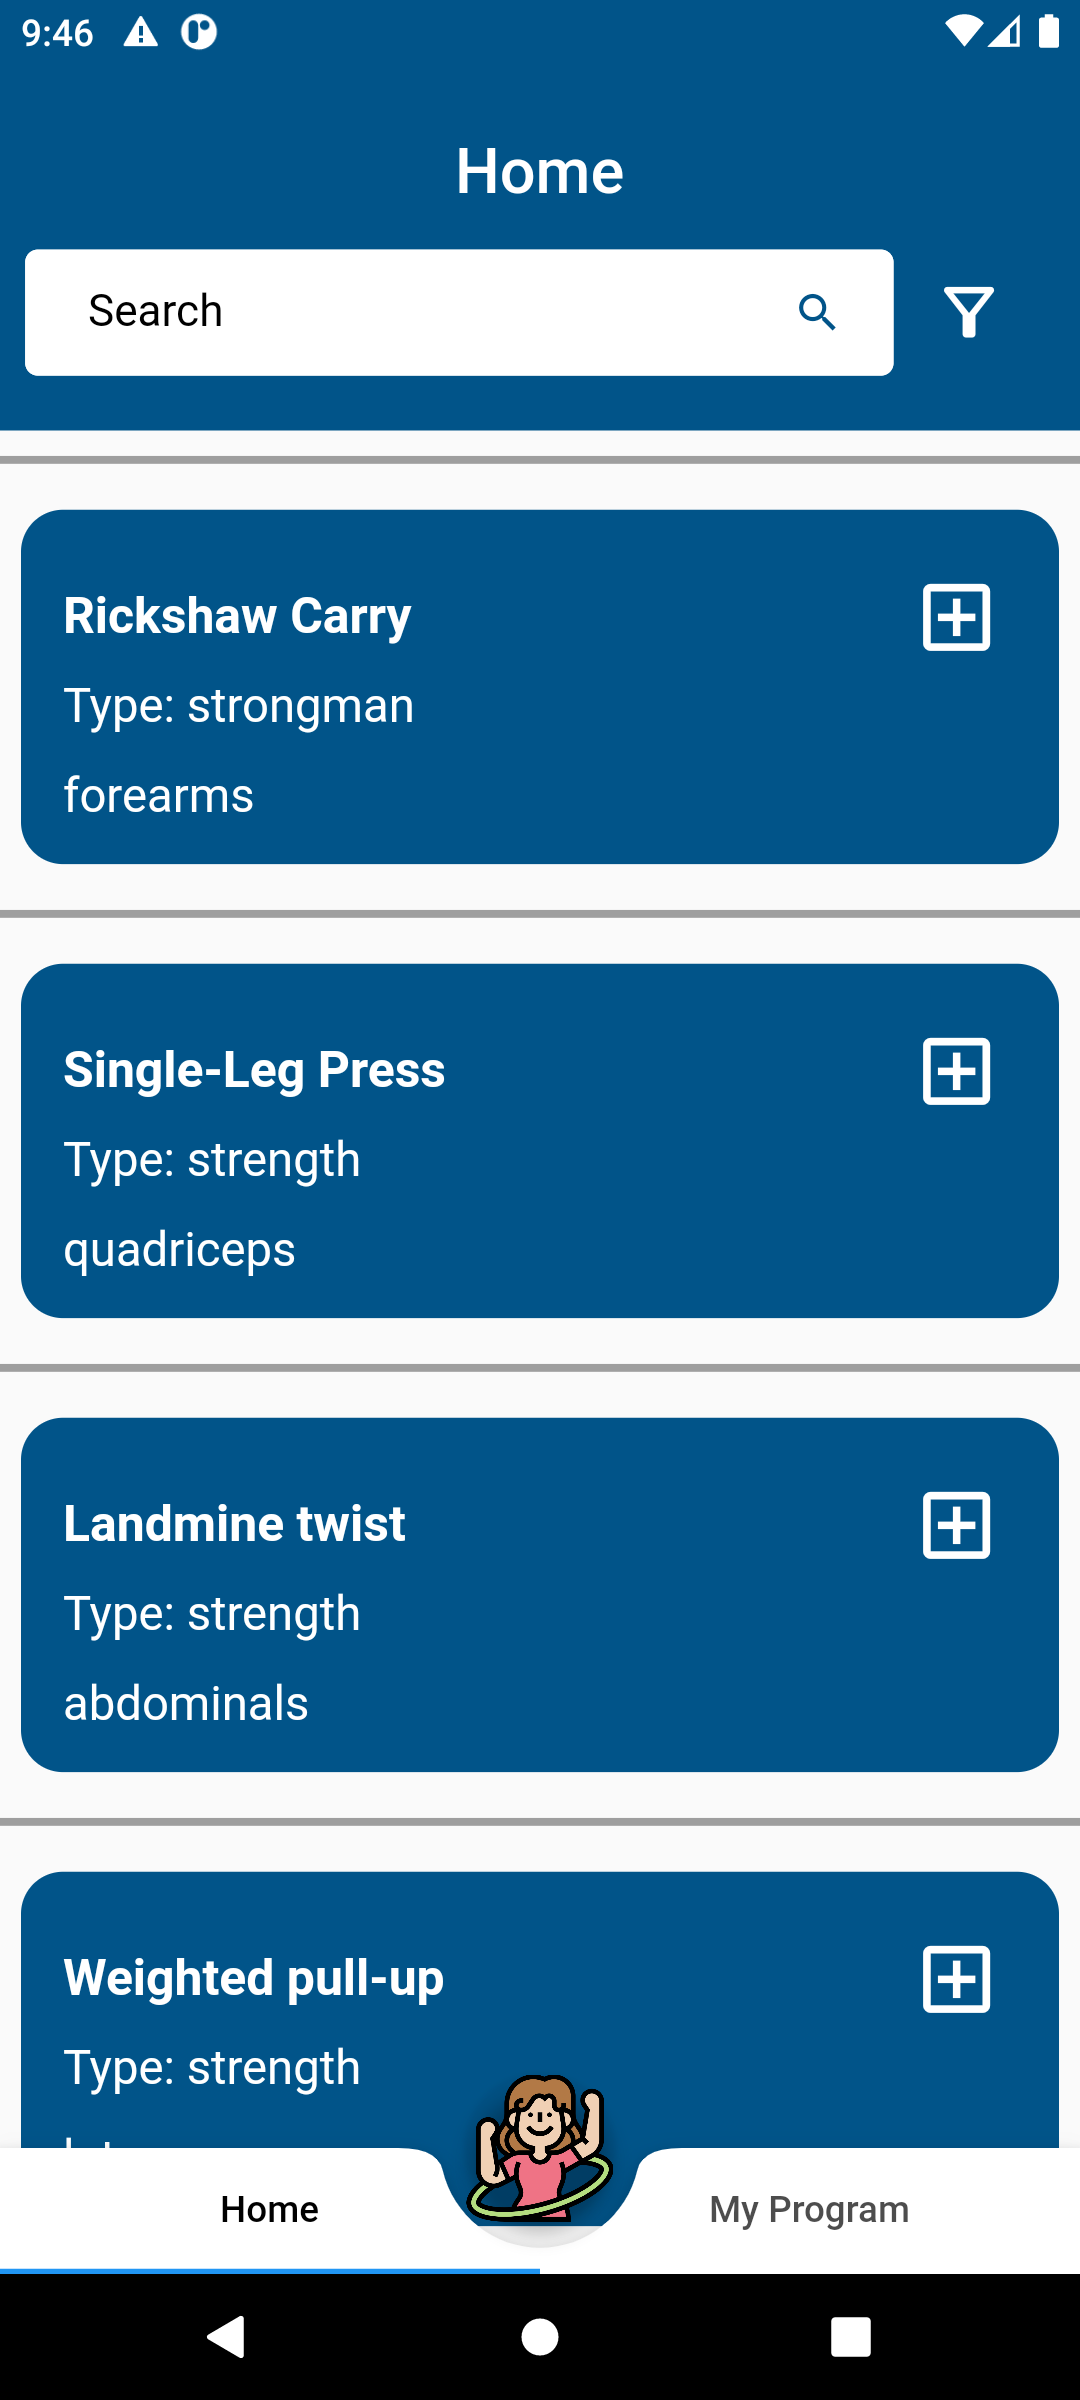 9:46
Home
Search
Rickshaw Carry
Type: strongman
forearms
Single-Leg Press
Type: strength
quadriceps
Landmine twist
Type: strength
abdominals
Weighted pull-up
Type: strength
Home
My Program